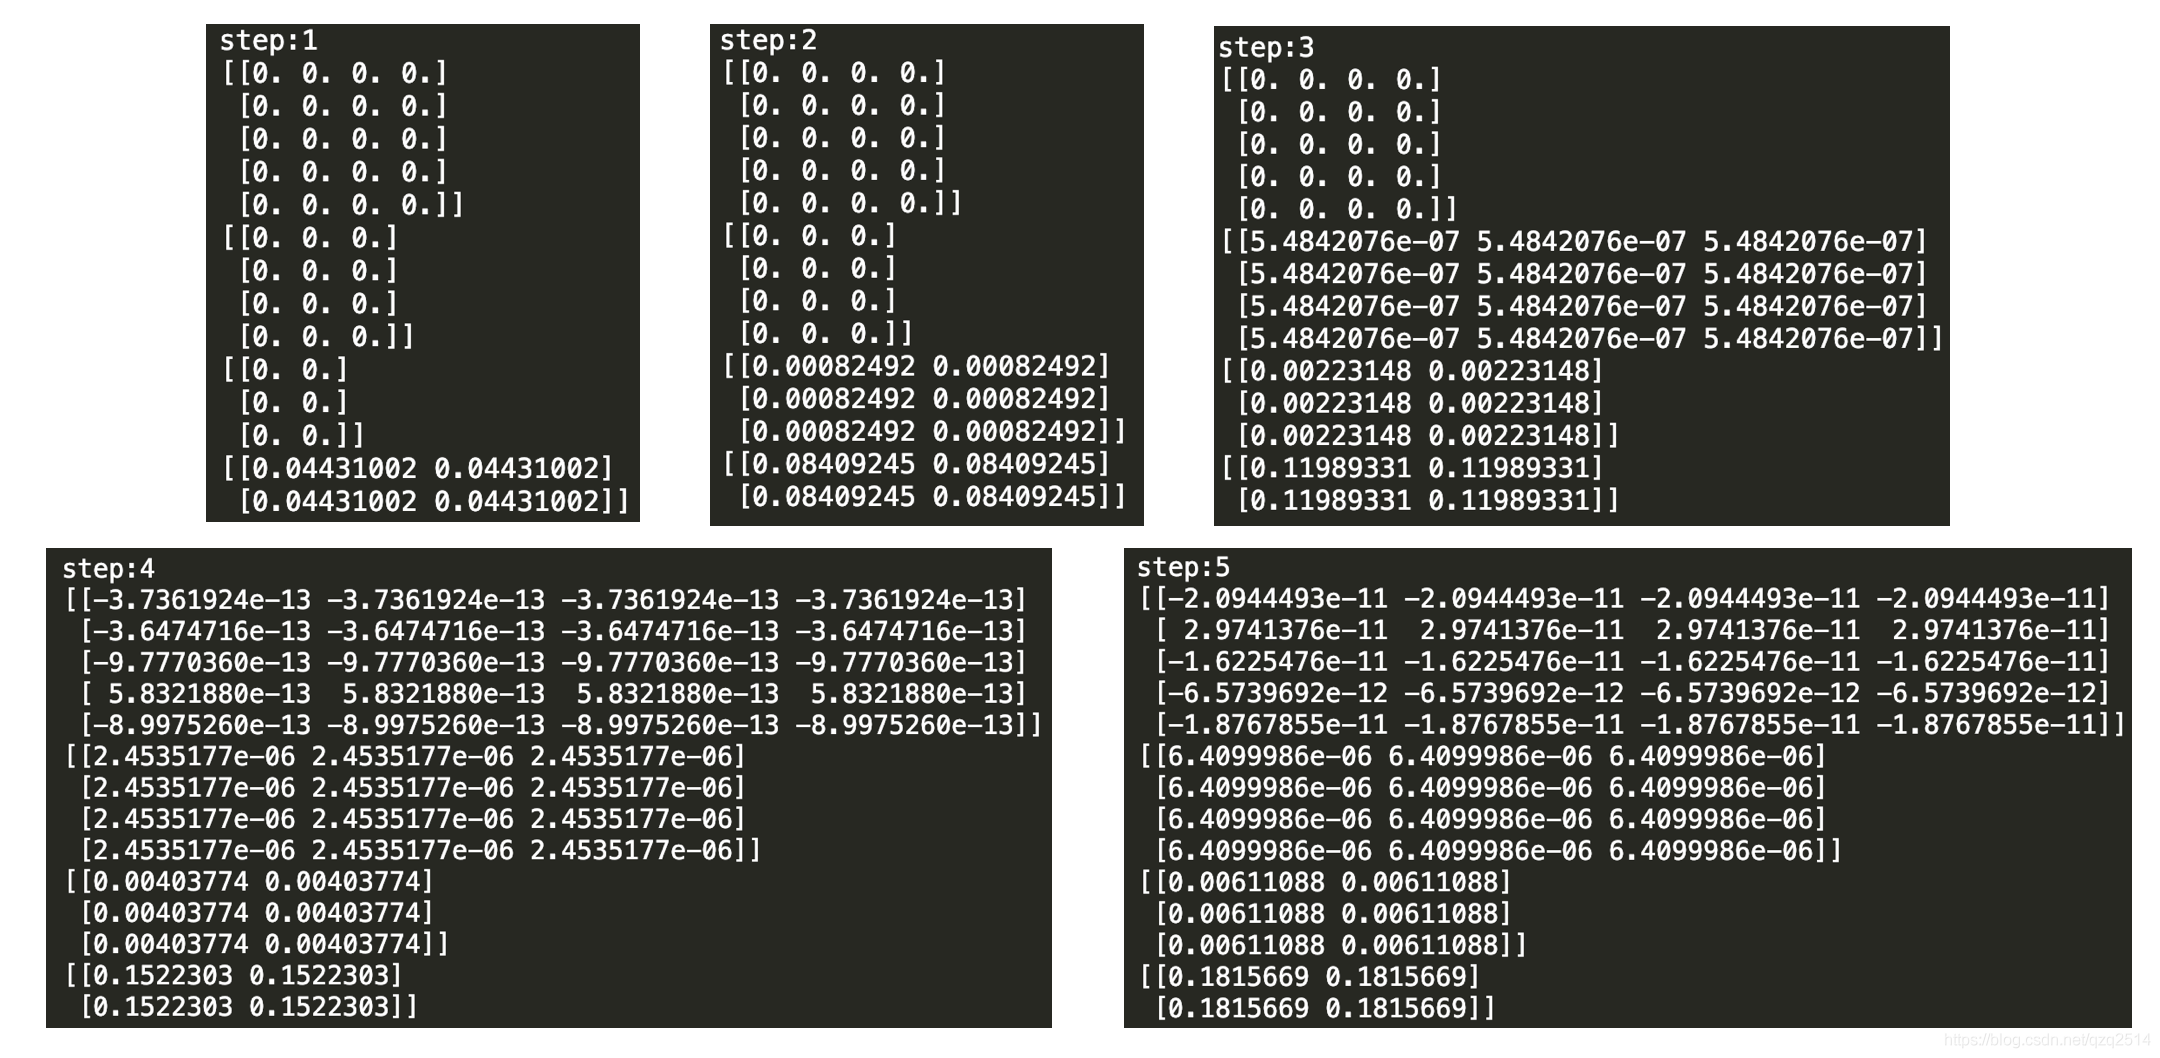 step:1
[[0. 0. 0. 0.]
[0. 0. 0. 0.]
[0. 0. 0. 0.]
[0. 0. 0. 0.]
[0. 0. 0. 0.]]
[[0. 0. 0.]
[0. 0. 0.]
[0. 0. 0.]
[0. 0. 0.]]
[[0. 0.]
[0. 0.]
[0. 0.]]
[[0.04431002 0.04431002]
[0.04431002 0.04431002]]
step:2
[[0. 0. 0. 0.]
[0. 0. 0. 0.]
[0. 0. 0. 0.]
[0. 0. 0. 0.]
[0. 0. 0. 0.]]
[[0. 0. 0.]
[0. 0. 0.]
[0. 0. 0.]
[0. 0. 0.]]
[[0.00082492 0.00082492]
[0.00082492 0.00082492]
[0.00082492 0.00082492]]
[[0.08409245 0.08409245]
[0.08409245 0.08409245]]
step:3
[[0. 0. 0. 0.]
[0. 0. 0. 0.]
[0. 0. 0. 0.]
[0. 0. 0. 0.]
[0. 0. 0. 0.]]
[[5.4842076e-07 5.4842076e-07 5.4842076e-07]
[5.4842076e-07 5.4842076e-07 5.4842076e-07]
[5.4842076e-07 5.4842076e-07 5.4842076e-07]
[5.4842076e-07 5.4842076e-07 5.4842076e-07]]
[[0.00223148 0.00223148]
[0.00223148 0.00223148]
[0.00223148 0.00223148]]
[[0.11989331 0.11989331]
[0.11989331 0.11989331]]
step:4
[[-3.7361924e-13 -3.7361924e-13 -3.7361924e-13 -3.7361924e-13]
[-3.6474716e-13 -3.6474716e-13 -3.6474716e-13 -3.6474716e-13]
[-9.7770360e-13 -9.7770360e-13 -9.7770360e-13 -9.7770360e-13]
[ 5.8321880e-13  5.8321880e-13  5.8321880e-13  5.8321880e-13]
[-8.9975260e-13 -8.9975260e-13 -8.9975260e-13 -8.9975260e-13]]
[[2.4535177e-06 2.4535177e-06 2.4535177e-06]
[2.4535177e-06 2.4535177e-06 2.4535177e-06]
[2.4535177e-06 2.4535177e-06 2.4535177e-06]
[2.4535177e-06 2.4535177e-06 2.4535177e-06]]
[[0.00403774 0.00403774]
[0.00403774 0.00403774]
[0.00403774 0.00403774]]
[[0.1522303 0.1522303]
[0.1522303 0.1522303]]
step:5
[[-2.0944493e-11 -2.0944493e-11 -2.0944493e-11 -2.0944493e-11]
[ 2.9741376e-11  2.9741376e-11  2.9741376e-11  2.9741376e-11]
[-1.6225476e-11 -1.6225476e-11 -1.6225476e-11 -1.6225476e-11]
[-6.5739692e-12 -6.5739692e-12 -6.5739692e-12 -6.5739692e-12]
[-1.8767855e-11 -1.8767855e-11 -1.8767855e-11 -1.8767855e-11]]
[[6.4099986e-06 6.4099986e-06 6.4099986e-06]
[6.4099986e-06 6.4099986e-06 6.4099986e-06]
[6.4099986e-06 6.4099986e-06 6.4099986e-06]
[6.4099986e-06 6.4099986e-06 6.4099986e-06]]
[[0.00611088 0.00611088]
[0.00611088 0.00611088]
[0.00611088 0.00611088]]
[[0.1815669 0.1815669]
[0.1815669 0.1815669]]
https://blog.csdn.net/qzq2514